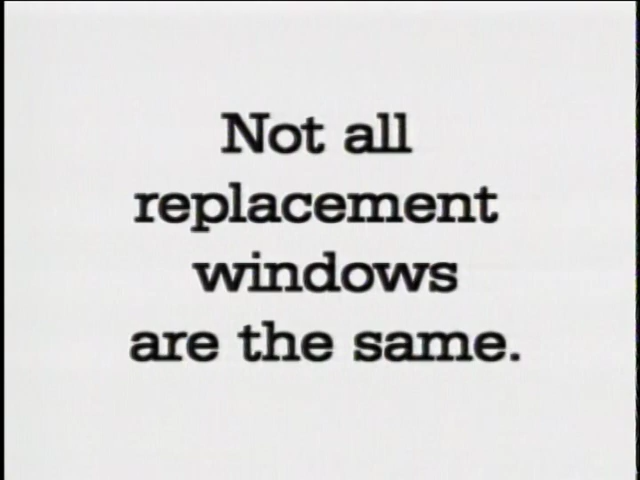 Not all
replacement
windows
are the same.